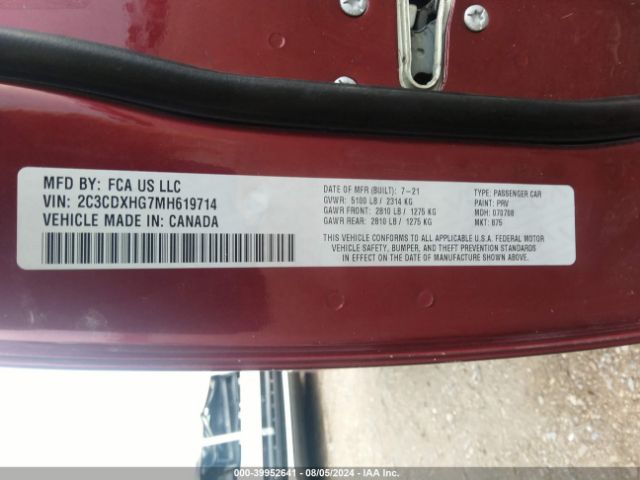 MFD BY: FCA US LLC
VIN: 2C3CDXHG7MH619714
VEHICLE MADE IN: CANADA
DATE OF MFR (BUILT): 7-21
GVWR: 5100 LB / 2314 KG
GAWR FRONT: 2810 LB / 1275 KG
GAWR REAR: 2810 LB / 1275 KG
TYPE: PASSENGER CAR
PAINT: PRV
MDH: 070708
MKT: B75
THIS VEHICLE CONFORMS TO ALL APPLICABLE U.S.A. FEDERAL MOTOR
VEHICLE SAFETY, BUMPER, AND THEFT PREVENTION STANDARDS
IN EFFECT ON THE DATE OF MANUFACTURE SHOWN ABOVE.
000-39952641 - 08/05/2024 - IAA Inc.